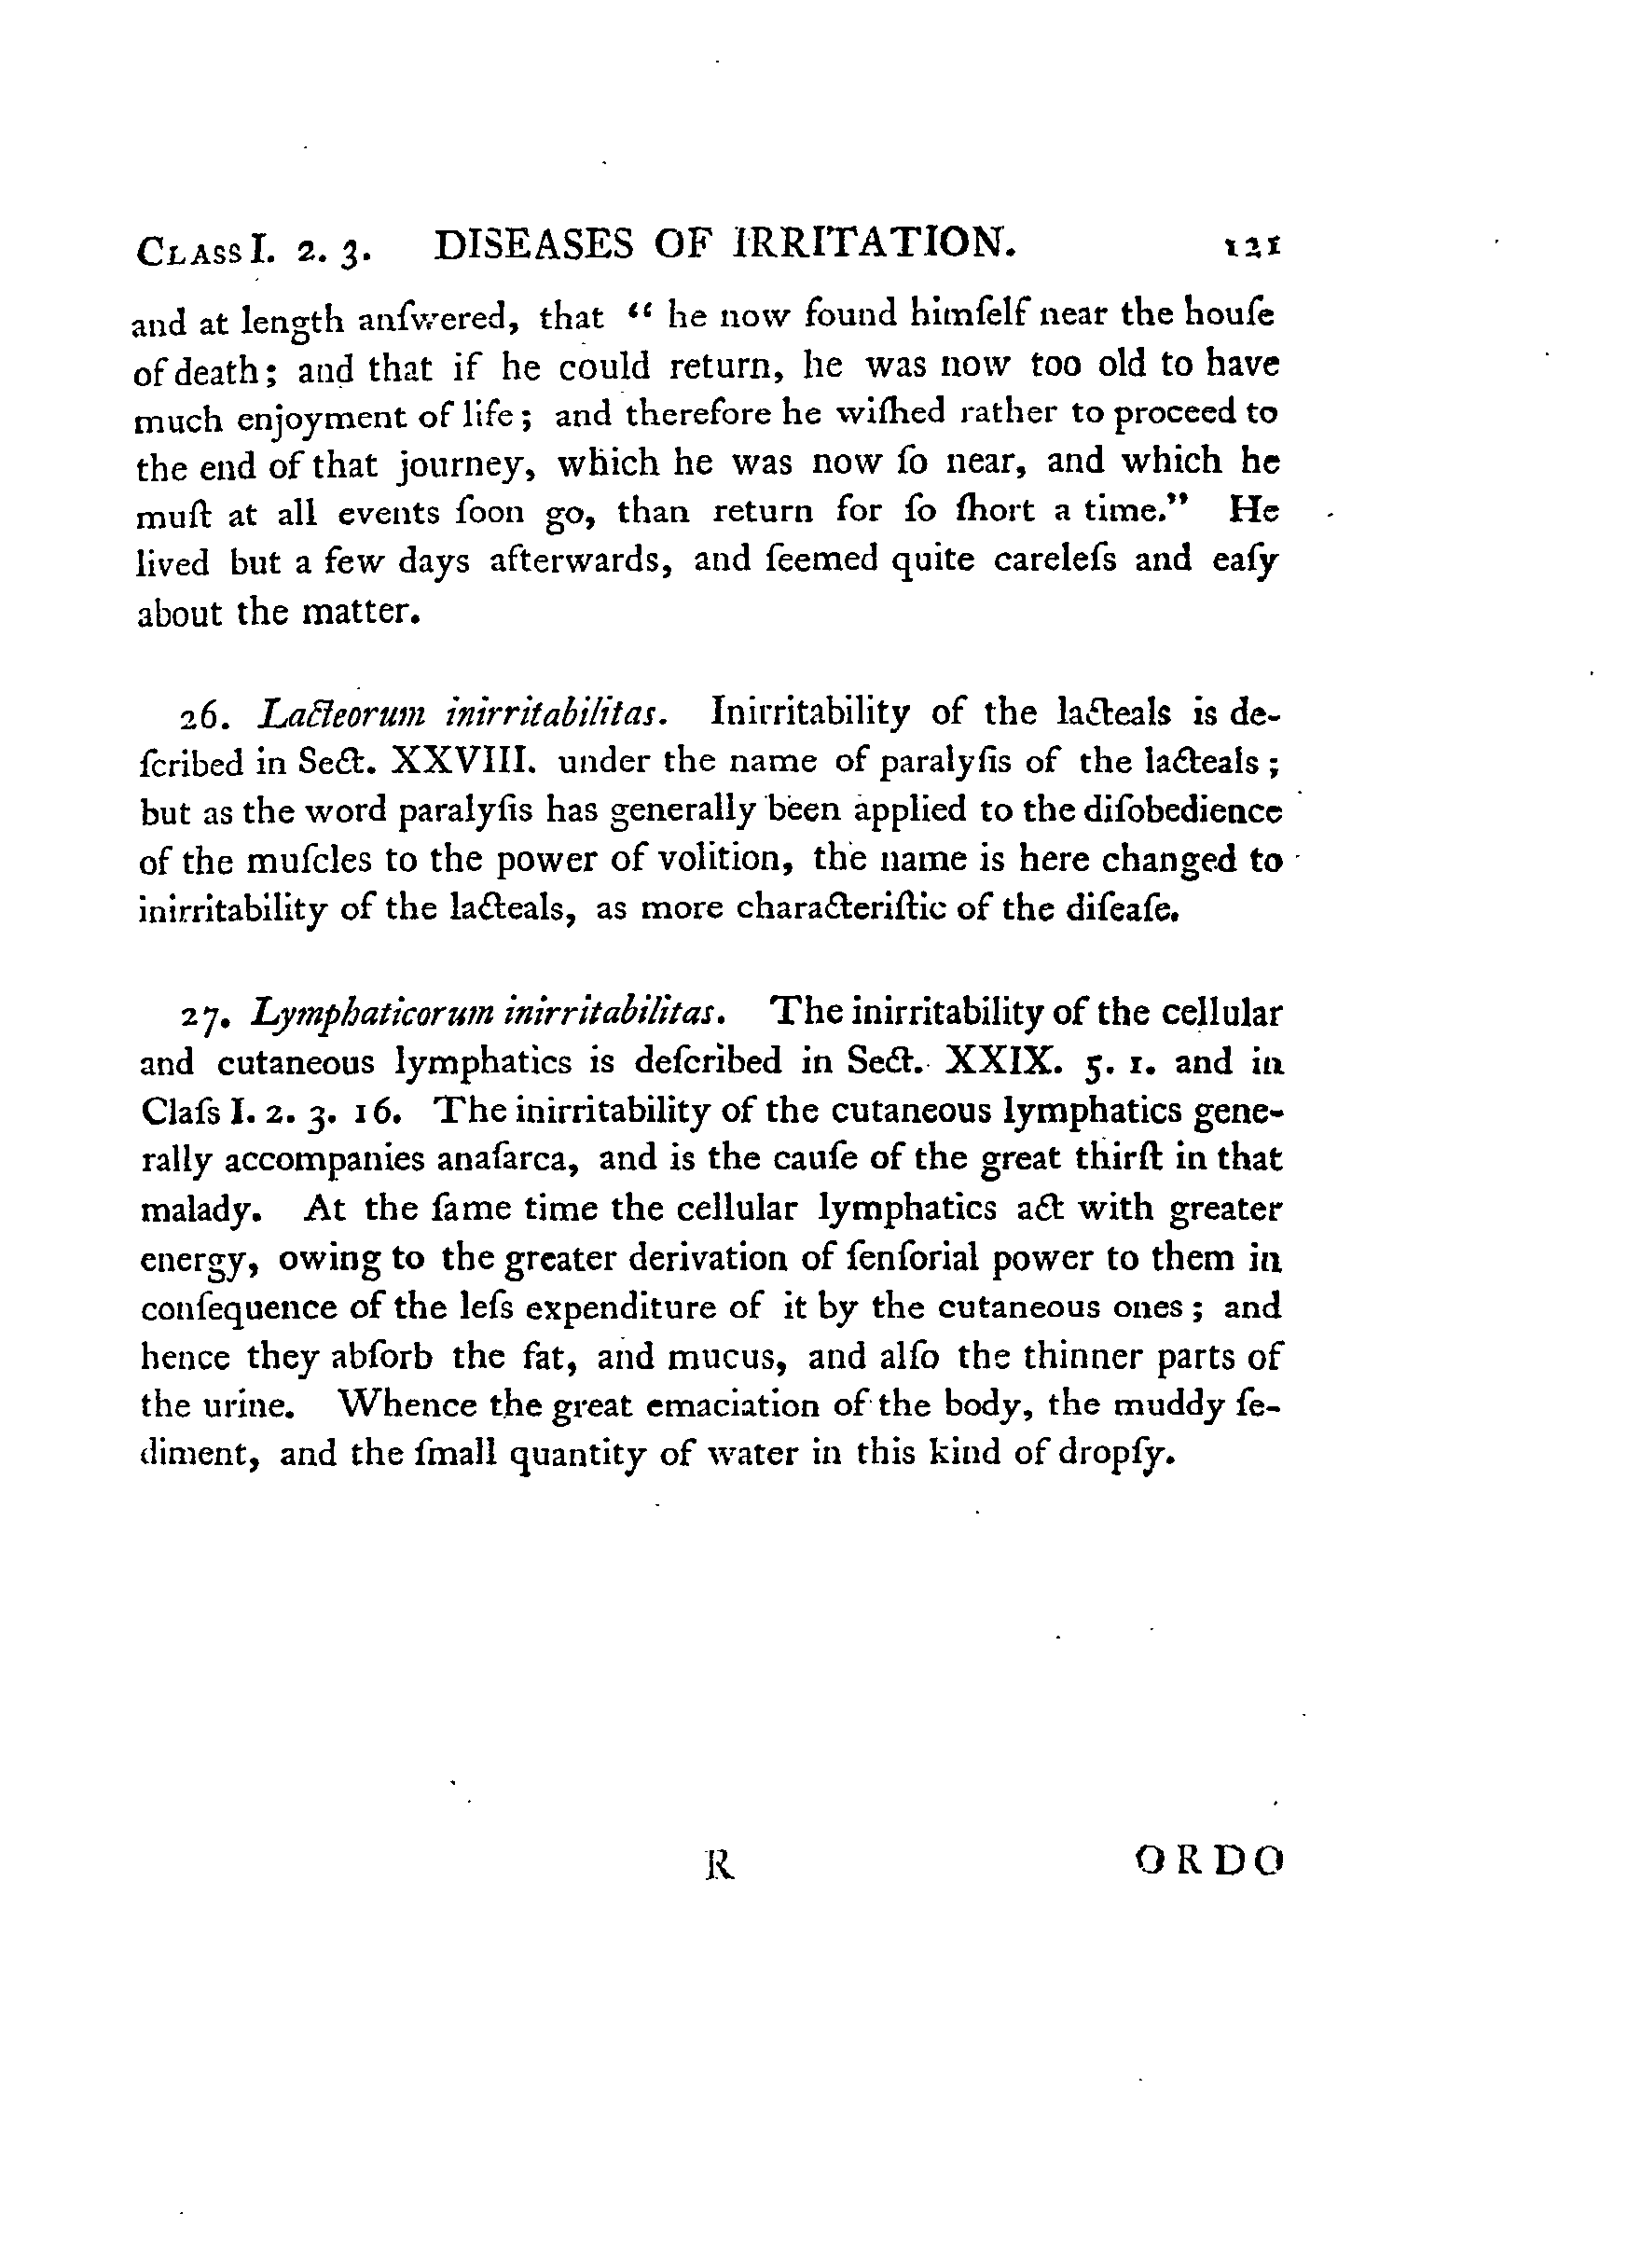 CLASS I. 2. 3. DISEASES OF IRRITATION. 121
and at length anſwered, that “ he now found himſelf near the houſe
of death; and that if he could return, he was now too old to have
much enjoyment of life; and therefore he wiſhed rather to proceed to
the end of that journey, which he was now ſo near, and which he
muſt at all events ſoon go, than return for ſo ſhort a time.” He
lived but a few days afterwards, and ſeemed quite careleſs and eaſy
about the matter.
26. Lacteorum inirritabilitas. Inirritability of the lacteals is de-
ſcribed in Sect. XXVIII. under the name of paralyſis of the lacteals;
but as the word paralyſis has generally been applied to the diſobedience
of the muſcles to the power of volition, the name is here changed to
inirritability of the lacteals, as more characteriſtic of the diſeaſe.
27. Lymphaticorum inirritabilitas. The inirritability of the cellular
and cutaneous lymphatics is deſcribed in Sect. XXIX. 5. 1. and in
Claſs I. 2. 3. 16. The inirritability of the cutaneous lymphatics gene-
rally accompanies anaſarca, and is the cauſe of the great thirſt in that
malady. At the ſame time the cellular lymphatics act with greater
energy, owing to the greater derivation of ſenſorial power to them in
conſequence of the leſs expenditure of it by the cutaneous ones; and
hence they abſorb the fat, and mucus, and alſo the thinner parts of
the urine. Whence the great emaciation of the body, the muddy ſe-
diment, and the ſmall quantity of water in this kind of dropſy.
R ORDO